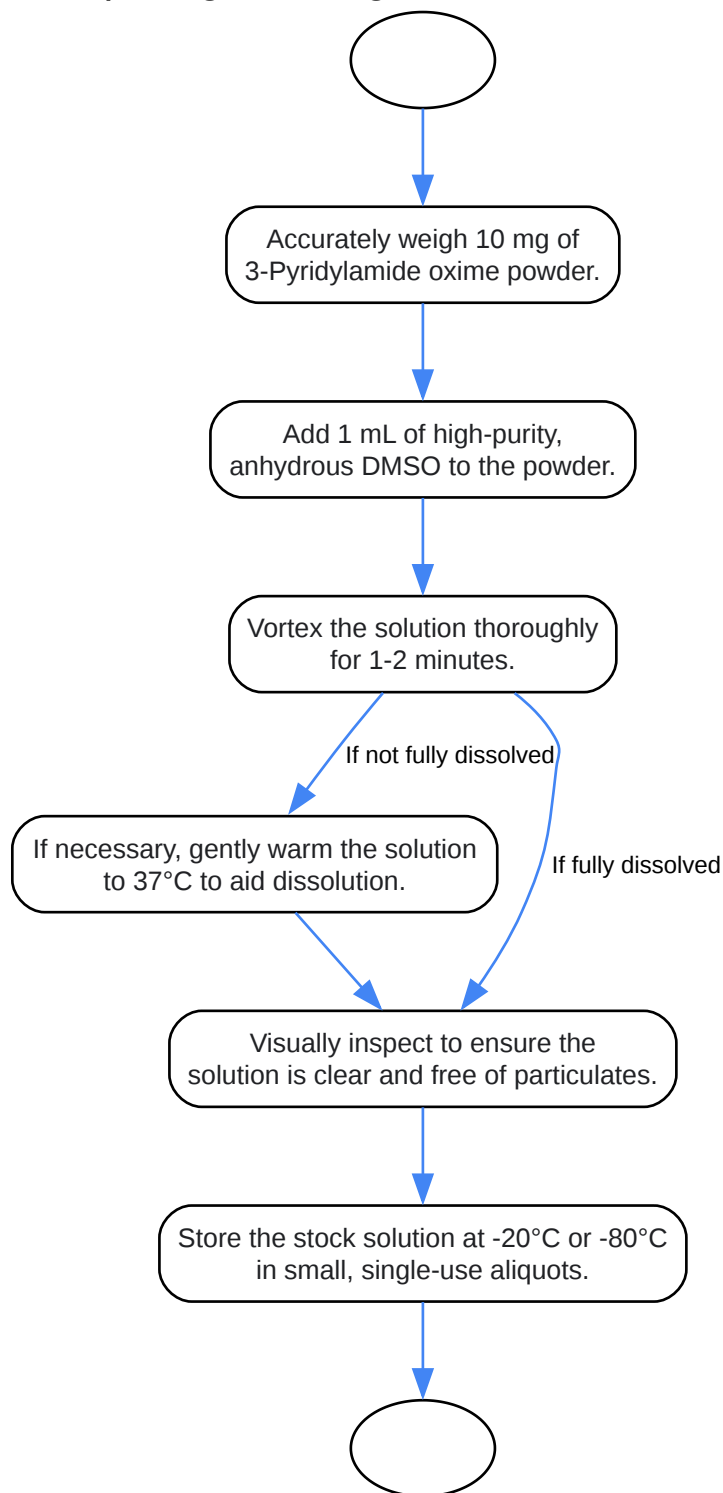 Accurately weigh 10 mg of
3-Pyridylamide oxime powder.
Add 1 mL of high-purity,
anhydrous DMSO to the powder.
Vortex the solution thoroughly
for 1-2 minutes.
If not fully dissolved
If necessary, gently warm the solution
to 37°C to aid dissolution.
If fully dissolved
Visually inspect to ensure the
solution is clear and free of particulates.
Store the stock solution at -20°C or -80°C
in small, single-use aliquots.